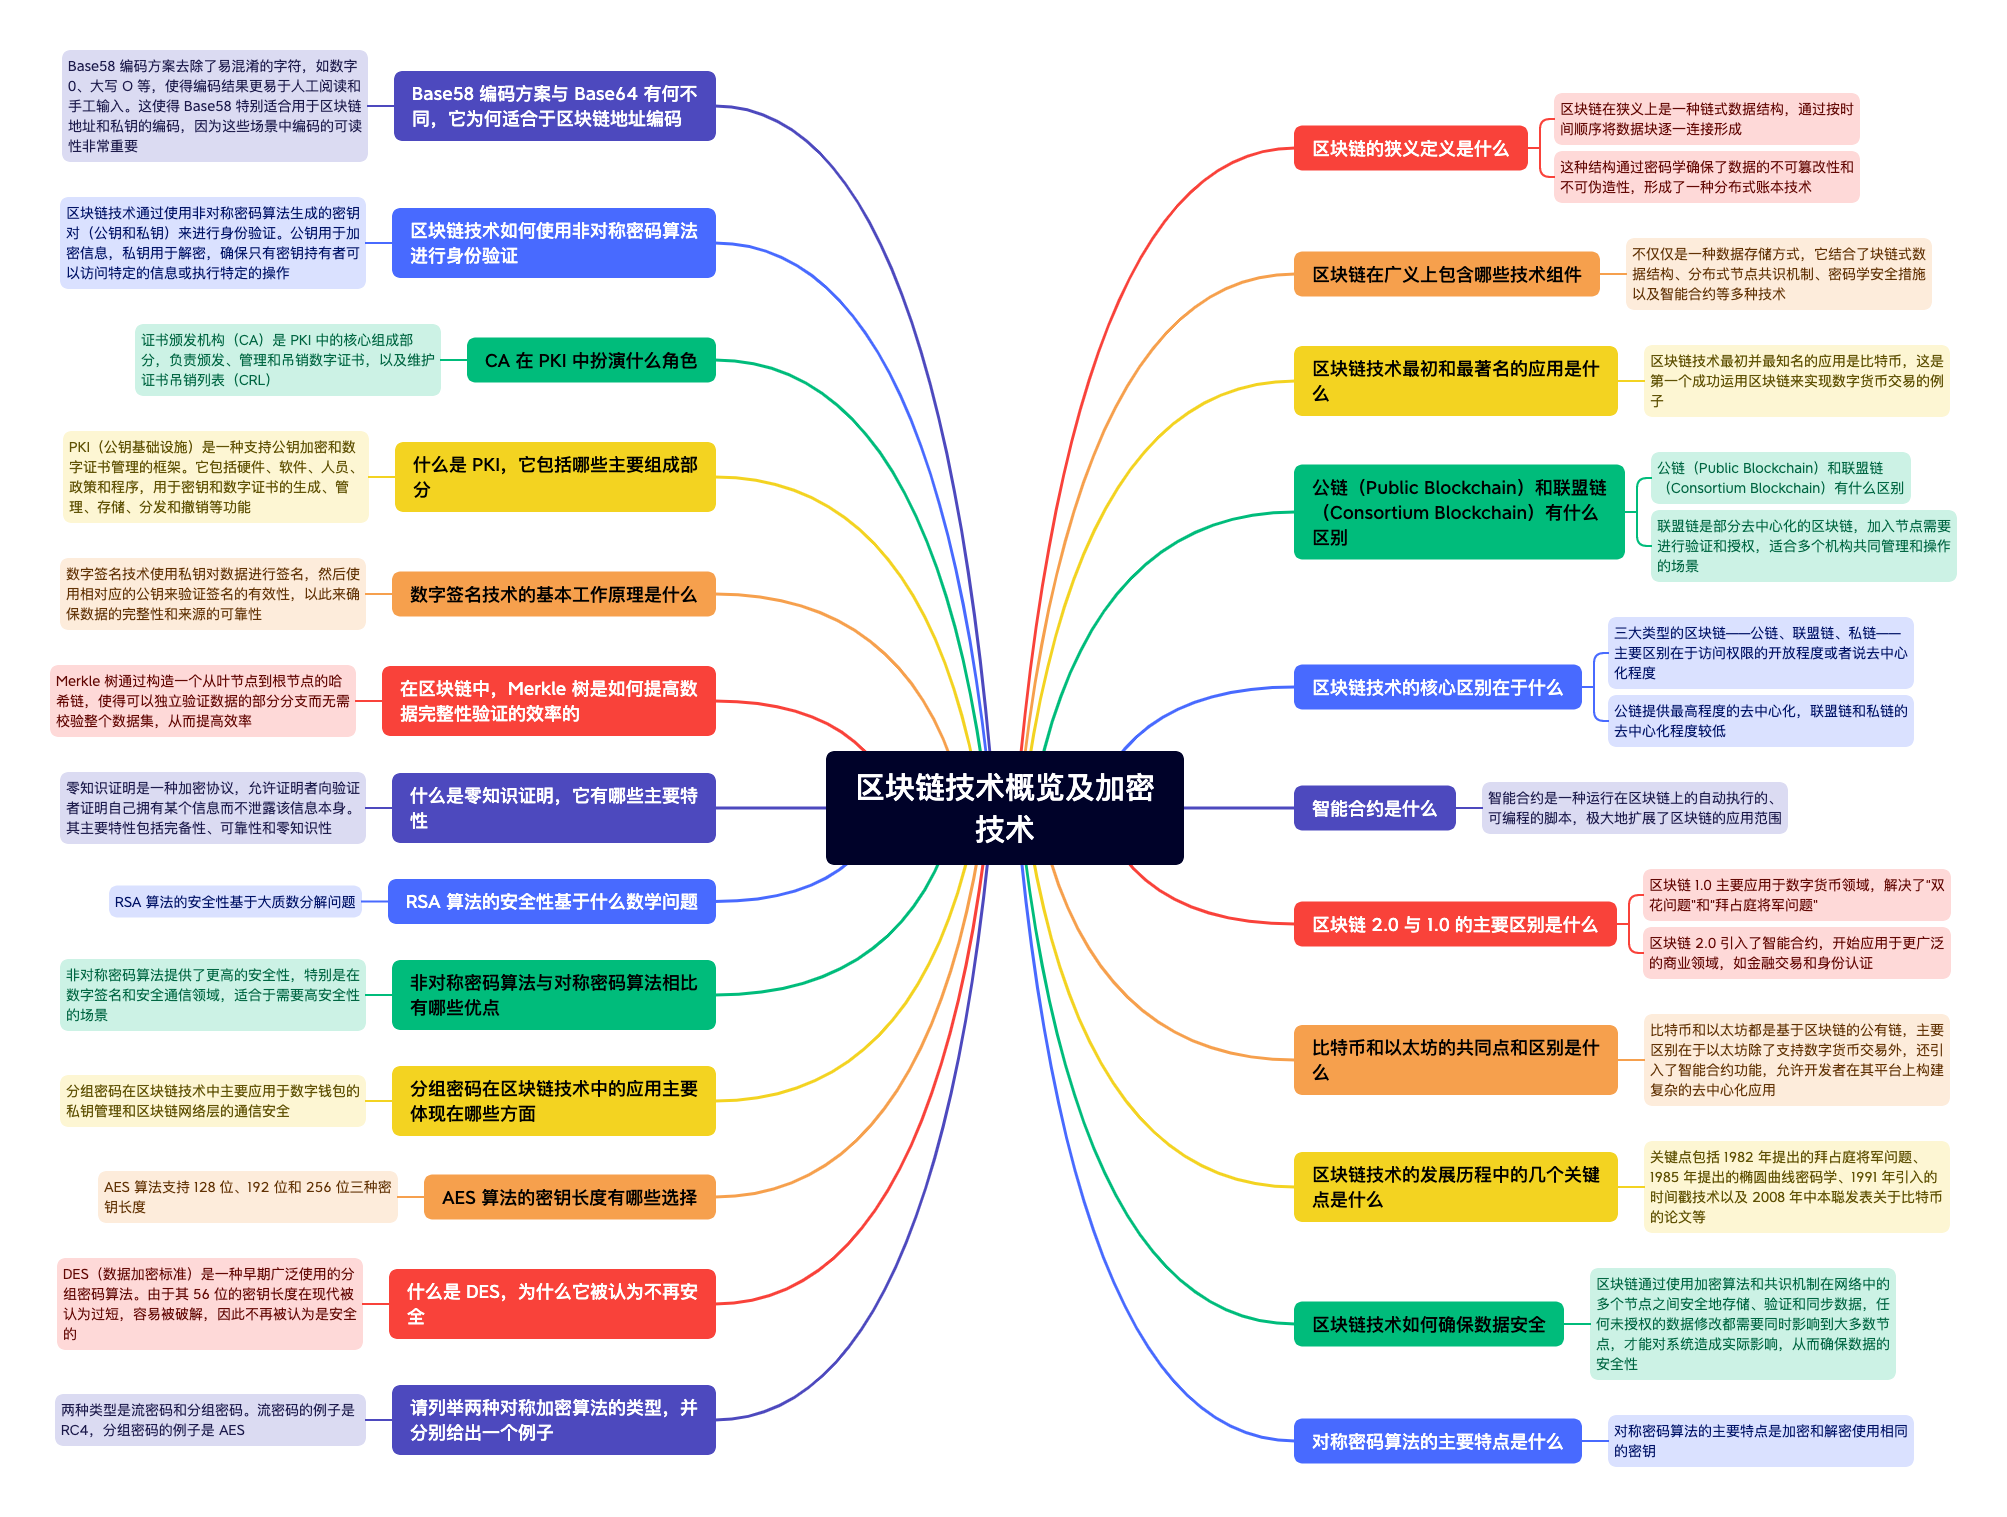 区块链技术概览及加密
技术
区块链的狭义定义是什么
区块链在狭义上是一种链式数据结构，通过按时
间顺序将数据块逐一连接形成
这种结构通过密码学确保了数据的不可篡改性和
不可伪造性，形成了一种分布式账本技术
区块链在广义上包含哪些技术组件
不仅仅是一种数据存储方式，它结合了块链式数
据结构、分布式节点共识机制、密码学安全措施
以及智能合约等多种技术
区块链技术最初和最著名的应用是什
么
区块链技术最初并最知名的应用是比特币，这是
第一个成功运用区块链来实现数字货币交易的例
子
公链（Public Blockchain）和联盟链
（Consortium Blockchain）有什么
区别
公链（Public Blockchain）和联盟链
（Consortium Blockchain）有什么区别
联盟链是部分去中心化的区块链，加入节点需要
进行验证和授权，适合多个机构共同管理和操作
的场景
区块链技术的核心区别在于什么
三大类型的区块链——公链、联盟链、私链——
主要区别在于访问权限的开放程度或者说去中心
化程度
公链提供最高程度的去中心化，联盟链和私链的
去中心化程度较低
智能合约是什么
智能合约是一种运行在区块链上的自动执行的、
可编程的脚本，极大地扩展了区块链的应用范围
区块链 2.0 与 1.0 的主要区别是什么
区块链 1.0 主要应用于数字货币领域，解决了"双
花问题"和"拜占庭将军问题"
区块链 2.0 引入了智能合约，开始应用于更广泛
的商业领域，如金融交易和身份认证
比特币和以太坊的共同点和区别是什
么
比特币和以太坊都是基于区块链的公有链，主要
区别在于以太坊除了支持数字货币交易外，还引
入了智能合约功能，允许开发者在其平台上构建
复杂的去中心化应用
区块链技术的发展历程中的几个关键
点是什么
关键点包括 1982 年提出的拜占庭将军问题、
1985 年提出的椭圆曲线密码学、1991 年引入的
时间戳技术以及 2008 年中本聪发表关于比特币
的论文等
区块链技术如何确保数据安全
区块链通过使用加密算法和共识机制在网络中的
多个节点之间安全地存储、验证和同步数据，任
何未授权的数据修改都需要同时影响到大多数节
点，才能对系统造成实际影响，从而确保数据的
安全性
对称密码算法的主要特点是什么
对称密码算法的主要特点是加密和解密使用相同
的密钥
Base58 编码方案与 Base64 有何不
同，它为何适合于区块链地址编码
Base58 编码方案去除了易混淆的字符，如数字
0、大写 O 等，使得编码结果更易于人工阅读和
手工输入。这使得 Base58 特别适合用于区块链
地址和私钥的编码，因为这些场景中编码的可读
性非常重要
区块链技术如何使用非对称密码算法
进行身份验证
区块链技术通过使用非对称密码算法生成的密钥
对（公钥和私钥）来进行身份验证。公钥用于加
密信息，私钥用于解密，确保只有密钥持有者可
以访问特定的信息或执行特定的操作
CA 在 PKI 中扮演什么角色
证书颁发机构（CA）是 PKI 中的核心组成部
分，负责颁发、管理和吊销数字证书，以及维护
证书吊销列表（CRL）
什么是 PKI，它包括哪些主要组成部
分
PKI（公钥基础设施）是一种支持公钥加密和数
字证书管理的框架。它包括硬件、软件、人员、
政策和程序，用于密钥和数字证书的生成、管
理、存储、分发和撤销等功能
数字签名技术的基本工作原理是什么
数字签名技术使用私钥对数据进行签名，然后使
用相对应的公钥来验证签名的有效性，以此来确
保数据的完整性和来源的可靠性
在区块链中，Merkle 树是如何提高数
据完整性验证的效率的
Merkle 树通过构造一个从叶节点到根节点的哈
希链，使得可以独立验证数据的部分分支而无需
校验整个数据集，从而提高效率
什么是零知识证明，它有哪些主要特
性
零知识证明是一种加密协议，允许证明者向验证
者证明自己拥有某个信息而不泄露该信息本身。
其主要特性包括完备性、可靠性和零知识性
RSA 算法的安全性基于什么数学问题
RSA 算法的安全性基于大质数分解问题
非对称密码算法与对称密码算法相比
有哪些优点
非对称密码算法提供了更高的安全性，特别是在
数字签名和安全通信领域，适合于需要高安全性
的场景
分组密码在区块链技术中的应用主要
体现在哪些方面
分组密码在区块链技术中主要应用于数字钱包的
私钥管理和区块链网络层的通信安全
AES 算法的密钥长度有哪些选择
AES 算法支持 128 位、192 位和 256 位三种密
钥长度
什么是 DES，为什么它被认为不再安
全
DES（数据加密标准）是一种早期广泛使用的分
组密码算法。由于其 56 位的密钥长度在现代被
认为过短，容易被破解，因此不再被认为是安全
的
请列举两种对称加密算法的类型，并
分别给出一个例子
两种类型是流密码和分组密码。流密码的例子是
RC4，分组密码的例子是 AES